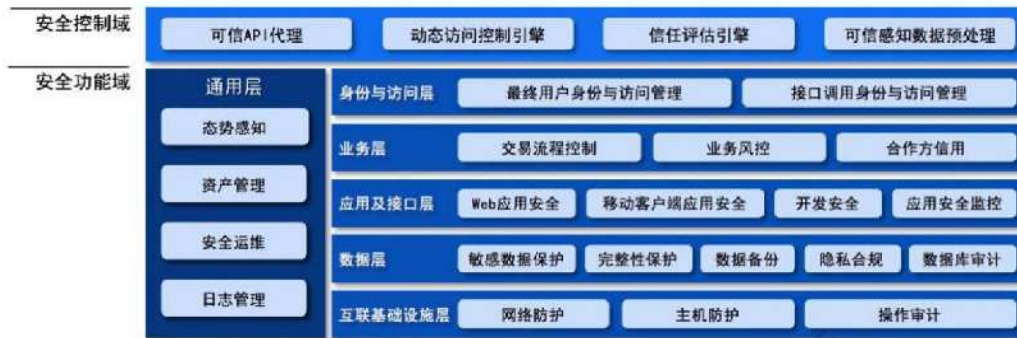 安全控制域
可信API代理 动态访问控制引擎 信任评估引擎 可信感知数据预处理
安全功能域
通用层
态势感知
资产管理
安全运维
日志管理
身份与访问层 最终用户身份与访问管理 接口调用身份与访问管理
业务层 交易流程控制 业务风控 合作方信用
应用及接口层 Web应用安全 移动客户端应用安全 开发安全 应用安全监控
数据层 敏感数据保护 完整性保护 数据备份 隐私合规 数据库审计
互联基础设施层 网络防护 主机防护 操作审计